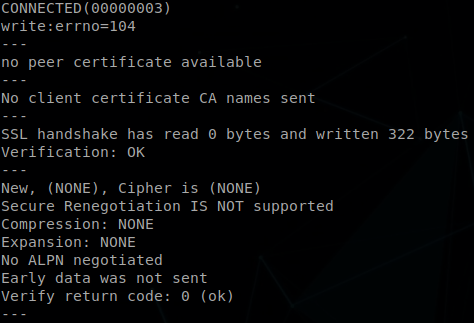 CONNECTED(00000003)
write:errno=104
---
no peer certificate available
---
No client certificate CA names sent
---
SSL handshake has read 0 bytes and written 322 bytes
Verification: OK
---
New, (NONE), Cipher is (NONE)
Secure Renegotiation IS NOT supported
Compression: NONE
Expansion: NONE
No ALPN negotiated
Early data was not sent
Verify return code: 0 (ok)
---